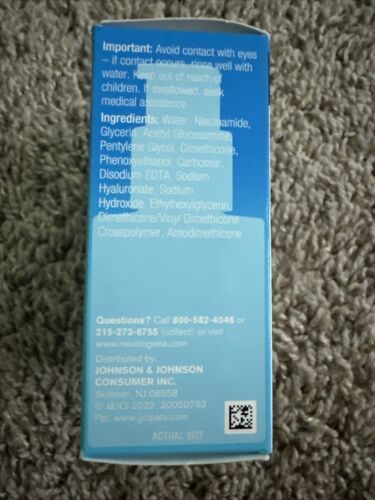 Important: Avoid contact with eyes
– if contact occurs, rinse well with
water. Keep out of reach of
children. If swallowed, seek
medical assistance.
Ingredients: Water, Niacinamide,
Glycerin, Acetyl Glucosamine,
Pentylene Glycol, Dimethicone,
Phenoxyethanol, Carbomer,
Disodium EDTA, Sodium
Hyaluronate, Sodium
Hydroxide, Ethylhexylglycerin,
Dimethicone/Vinyl Dimethicone
Crosspolymer, Amodimethicone
Questions? Call 800-582-4046 or
215-273-8755 (collect) or visit
www.neutrogena.com
Distributed by:
JOHNSON & JOHNSON
CONSUMER INC.
Skillman, NJ 08558
© J&JCI 2022 30050793
Pat. www.jjcipats.com
ACTUAL SIZE